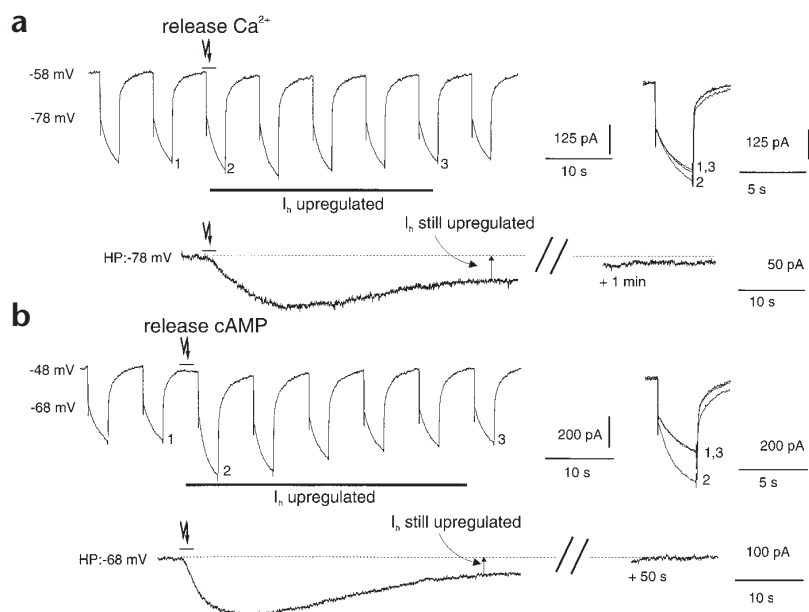 a
release Ca²⁺
-58 mV
-78 mV
1
2
3
125 pA
10 s
1,3
2
125 pA
5 s
Iₕ upregulated
Iₕ still upregulated
HP:-78 mV
+ 1 min
50 pA
10 s
b
release cAMP
-48 mV
-68 mV
1
2
3
200 pA
10 s
1,3
2
200 pA
5 s
Iₕ upregulated
Iₕ still upregulated
HP:-68 mV
+ 50s
100 pA
10 s